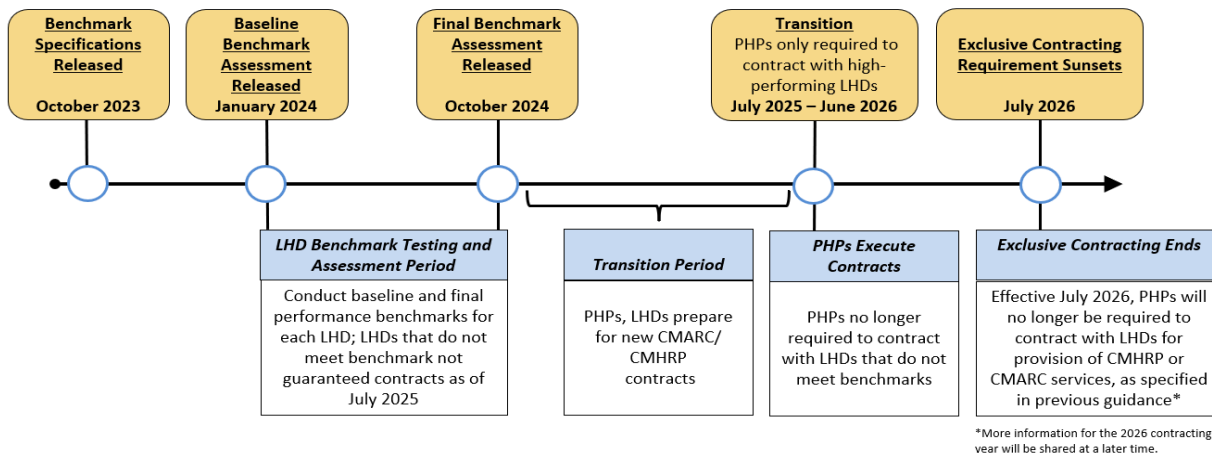 Benchmark
Specifications
Released
October 2023
Baseline
Benchmark
Assessment
Released
January 2024
Final Benchmark
Assessment
Released
October 2024
Transition
PHPs only required to
contract with high-
performing LHDs
July 2025 – June 2026
Exclusive Contracting
Requirement Sunsets
July 2026
LHD Benchmark Testing and
Assessment Period
Conduct baseline and final
performance benchmarks for
each LHD; LHDs that do not
meet benchmark not
guaranteed contracts as of
July 2025
Transition Period
PHPs, LHDs prepare
for new CMARC/
CMHRP
contracts
PHPs Execute
Contracts
PHPs no longer
required to contract
with LHDs that do not
meet benchmarks
Exclusive Contracting Ends
Effective July 2026, PHPs will
no longer be required to
contract with LHDs for
provision of CMHRP or
CMARC services, as specified
in previous guidance*
*More information for the 2026 contracting
year will be shared at a later time.